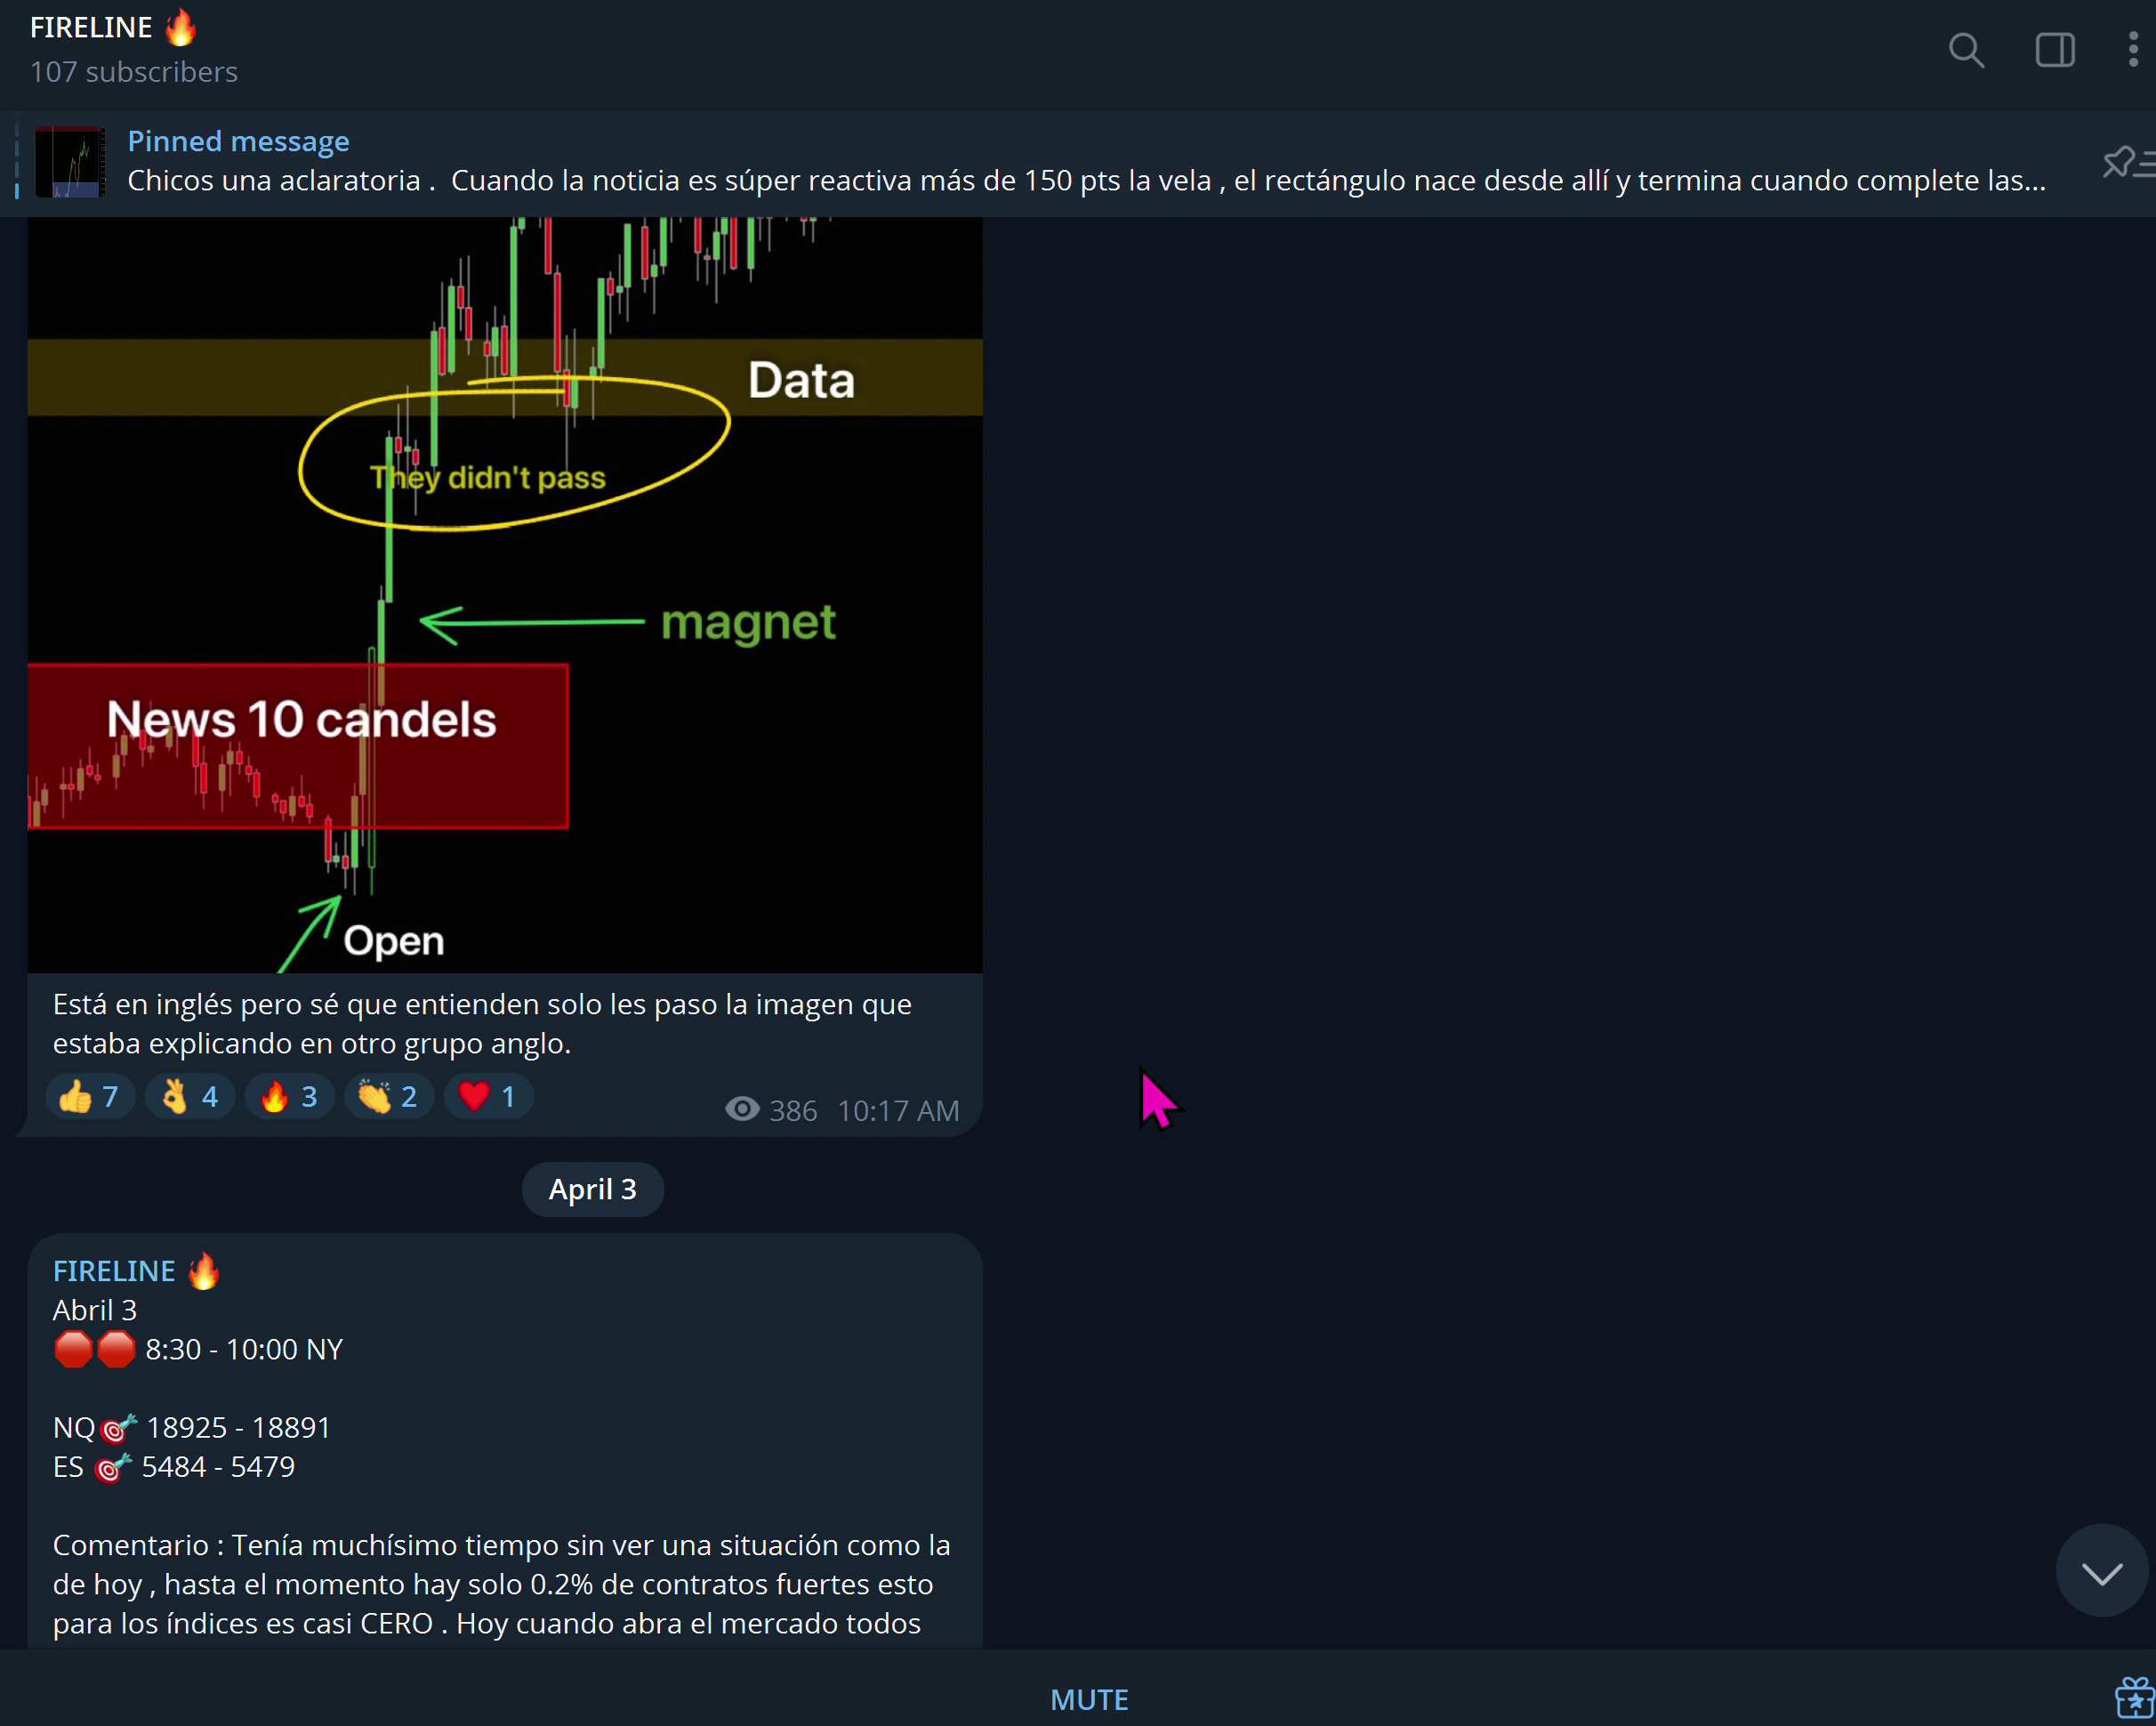 FIRELINE 🔥
107 subscribers
Pinned message
Chicos una aclaratoria .  Cuando la noticia es súper reactiva más de 150 pts la vela , el rectángulo nace desde allí y termina cuando complete las...
Data
They didn't pass
magnet
News 10 candels
Open
Está en inglés pero sé que entienden solo les paso la imagen que
estaba explicando en otro grupo anglo.
👍 7 👌 4 🔥 3 👏 2 ❤️ 1
386 10:17 AM
April 3
FIRELINE 🔥
Abril 3
🛑🛑 8:30 - 10:00 NY
NQ🎯 18925 - 18891
ES 🎯 5484 - 5479
Comentario : Tenía muchísimo tiempo sin ver una situación como la
de hoy , hasta el momento hay solo 0.2% de contratos fuertes esto
para los índices es casi CERO . Hoy cuando abra el mercado todos
MUTE